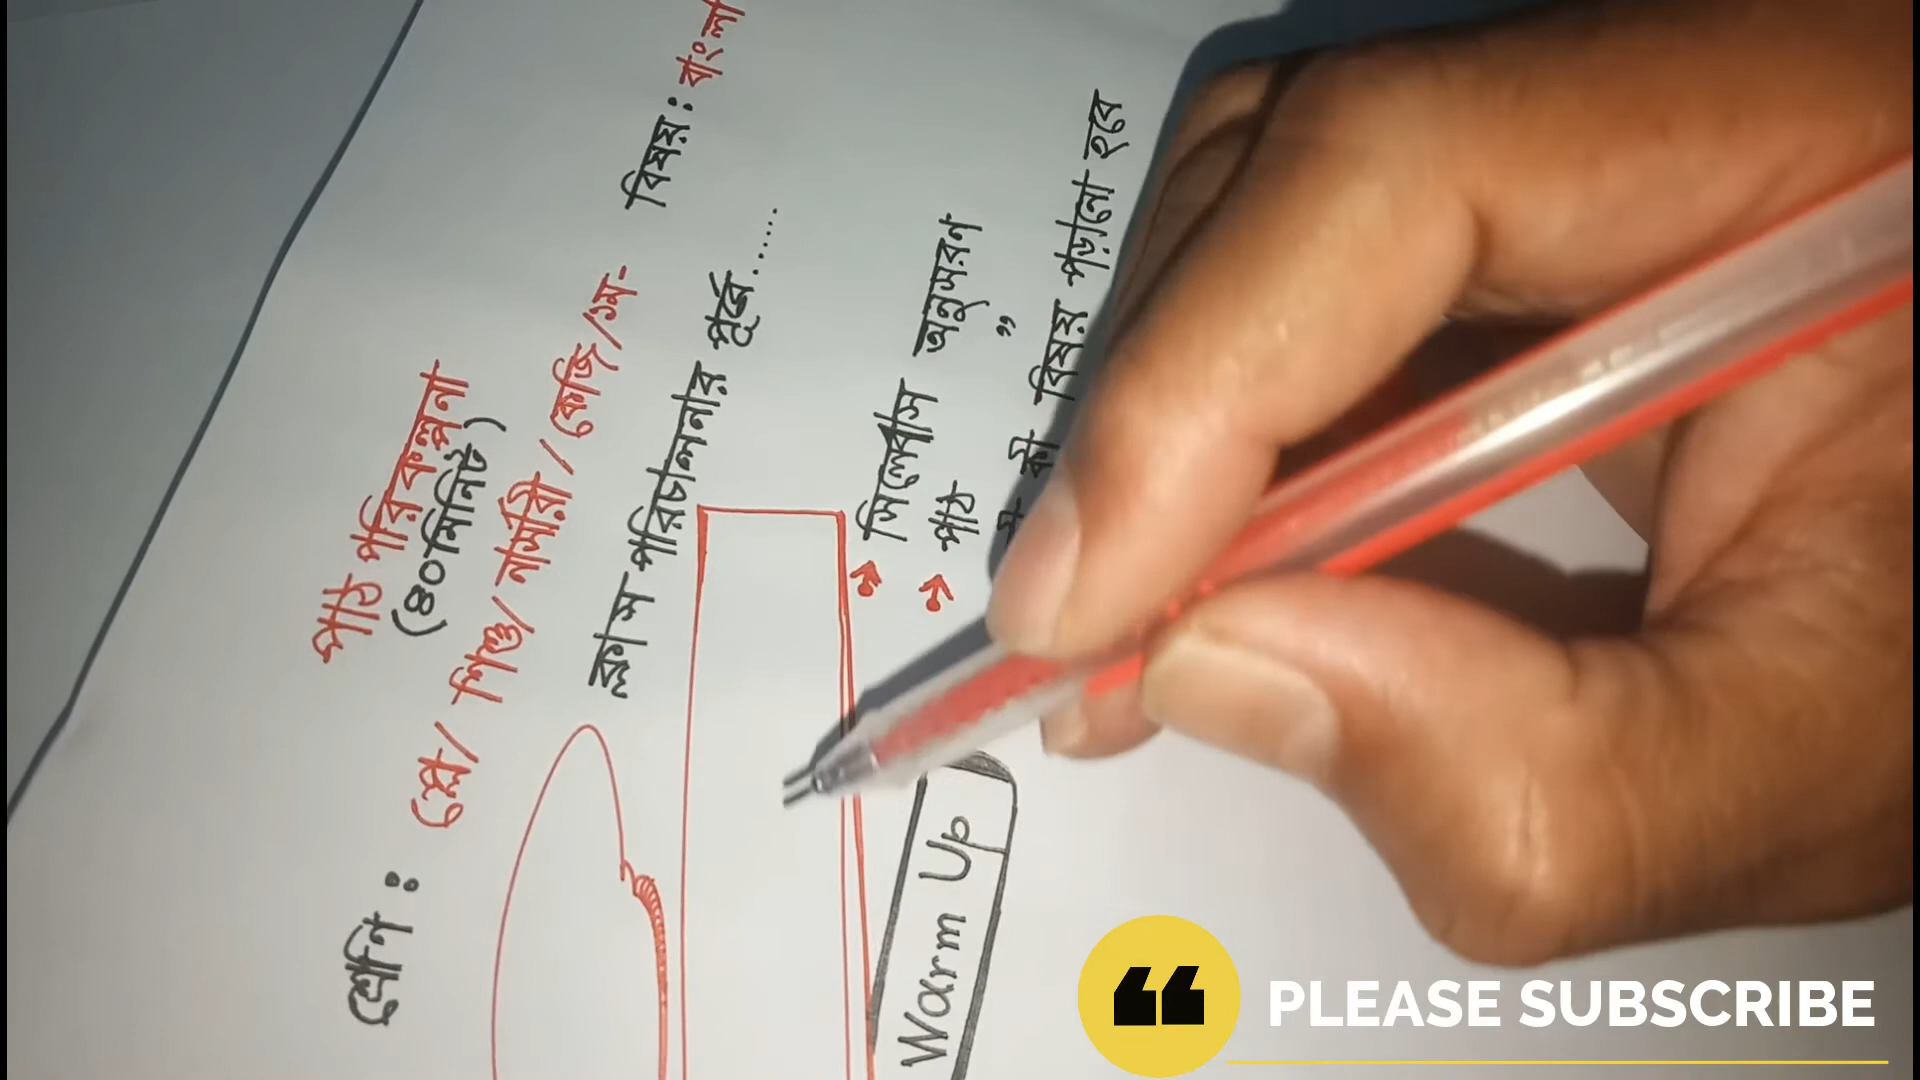 পাঠ পরিকল্পনা
(৪০মিনিট)
শ্রেণি : প্লে/ শিশু/ নার্সারী / কেজি /১ম- বিষয় : বাংলা
ক্লাস পরিচালনার পূর্বে......
সিলেবাস অনুসরণ
পাঠ "
কী বিষয় পড়ানো হবে
Warm Up
PLEASE SUBSCRIBE